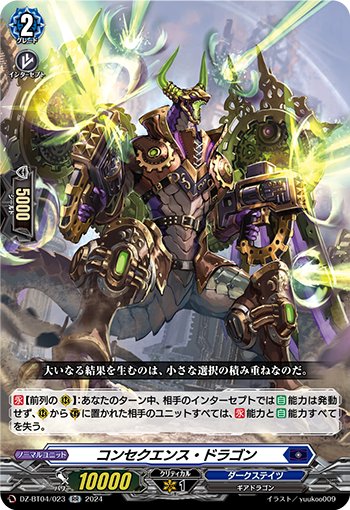 2
グレード
インターセプト
5000
シールド
大いなる結果を生むのは、小さな選択の積み重ねなのだ。
永【前列の R】:あなたのターン中、相手のインターセプトでは自能力は発動せず、R から G に置かれた相手のユニットすべては、永能力と自能力すべてを失う。
ノーマルユニット
コンセクエンス・ドラゴン
パワー
10000
クリティカル
1
ダークステイツ
ギアドラゴン
DZ-BT04/023 RR 2024
イラスト/yuukoo009